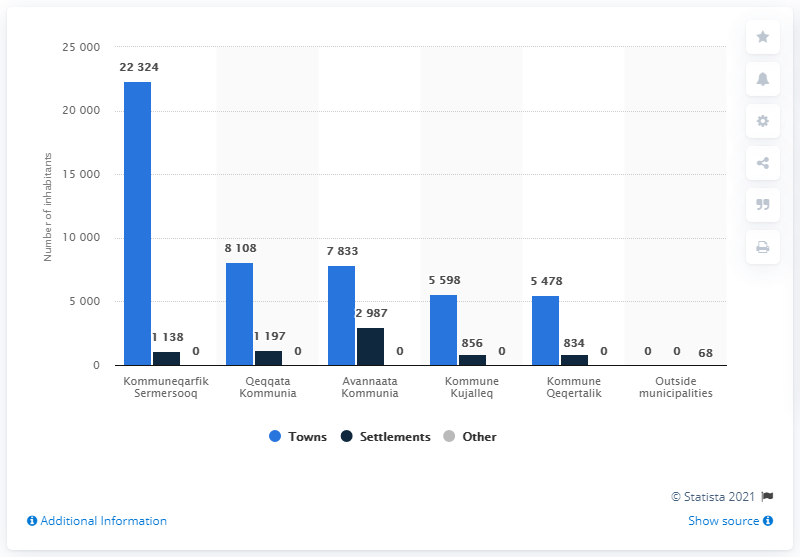 25 000
22 324
20 000
15 000
Number of inhabitants
10 000
8 108
7 833
5 598
5 478
5 000
2 987
1 138
0
1 197
0
0
856
0
834
0
0
0
68
0
Kommuneqarfik
Sermersooq
Qeqqata
Kommunia
Avannaata
Kommunia
Kommune
Kujalleq
Kommune
Qeqertalik
Outside
municipalities
Towns
Settlements
Other
© Statista 2021
Additional Information
Show source